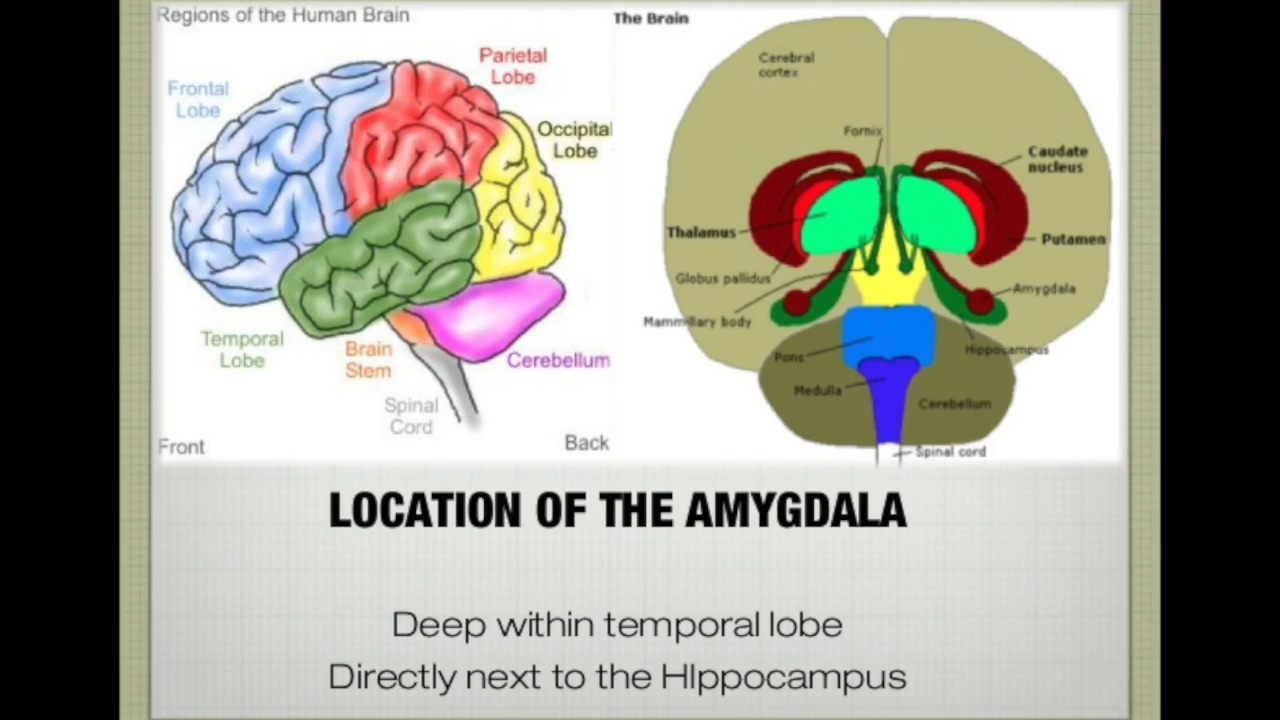 Regions of the Human Brain
Parietal
Lobe
Frontal
Lobe
Occipital
Lobe
Temporal
Lobe
Brain
Stem
Cerebellum
Spinal
Cord
Front
Back
The Brain
Cerebral
cortex
Fornix
Caudate
nucleus
Thalamus
Putamen
Globus pallidus
Amygdala
Mammillary body
Hippocampus
Pons
Medulla
Cerebellum
Spinal cord
LOCATION OF THE AMYGDALA
Deep within temporal lobe
Directly next to the HIppocampus